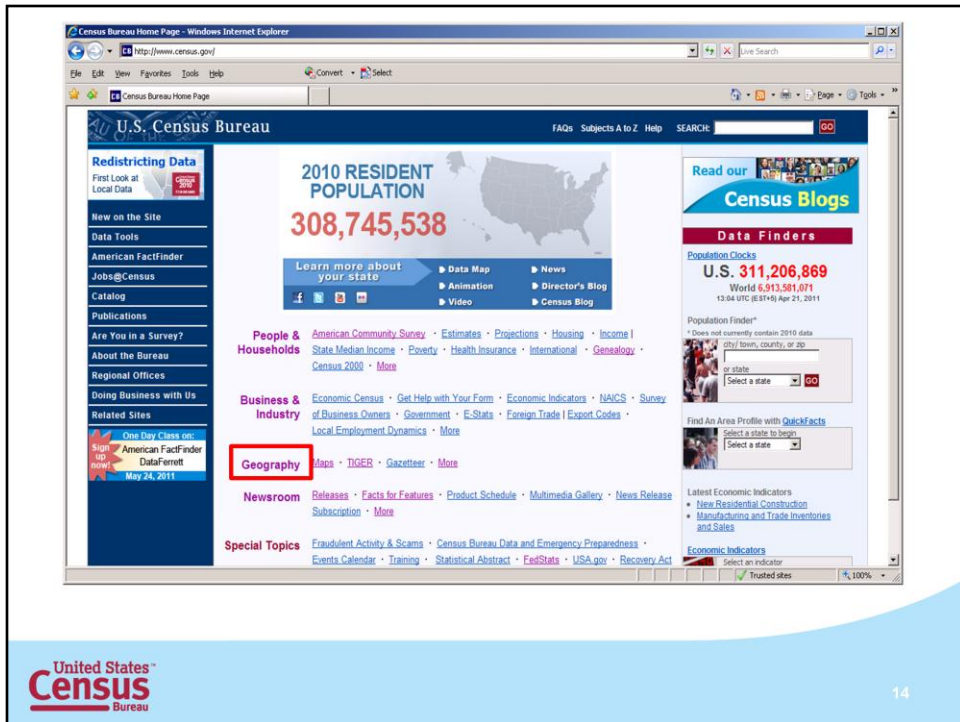 Census Bureau Home Page - Windows Internet Explorer
CB http://www.census.gov/
Live Search
File Edit View Favorites Tools Help
Convert Select
CB Census Bureau Home Page
Page Tools
U.S. Census Bureau
FAQs Subjects A to Z Help SEARCH: GO
Redistricting Data
First Look at
Local Data
Census
2010
New on the Site
Data Tools
American FactFinder
Jobs@Census
Catalog
Publications
Are You in a Survey?
About the Bureau
Regional Offices
Doing Business with Us
Related Sites
Sign
up
now!
One Day Class on:
American FactFinder
DataFerrett
May 24, 2011
2010 RESIDENT
POPULATION
308,745,538
Learn more about
your state
Data Map
Animation
Video
News
Director's Blog
Census Blog
People &
Households
American Community Survey · Estimates · Projections · Housing · Income |
State Median Income · Poverty · Health Insurance · International · Genealogy ·
Census 2000 · More
Business &
Industry
Economic Census · Get Help with Your Form · Economic Indicators · NAICS · Survey
of Business Owners · Government · E-Stats · Foreign Trade | Export Codes ·
Local Employment Dynamics · More
Geography
Maps · TIGER · Gazetteer · More
Newsroom
Releases · Facts for Features · Product Schedule · Multimedia Gallery · News Release
Subscription · More
Special Topics
Fraudulent Activity & Scams · Census Bureau Data and Emergency Preparedness ·
Events Calendar · Training · Statistical Abstract · FedStats · USA.gov · Recovery Act
Read our
Census Blogs
Data Finders
Population Clocks
U.S. 311,206,869
World 6,913,581,071
13:04 UTC (EST+5) Apr 21, 2011
Population Finder*
* Does not currently contain 2010 data
city/ town, county, or zip
or state
Select a state GO
Find An Area Profile with QuickFacts
Select a state to begin
Select a state
Latest Economic Indicators
New Residential Construction
Manufacturing and Trade Inventories
and Sales
Economic Indicators
Select an indicator
Trusted sites
100%
United States™
Census
Bureau
14